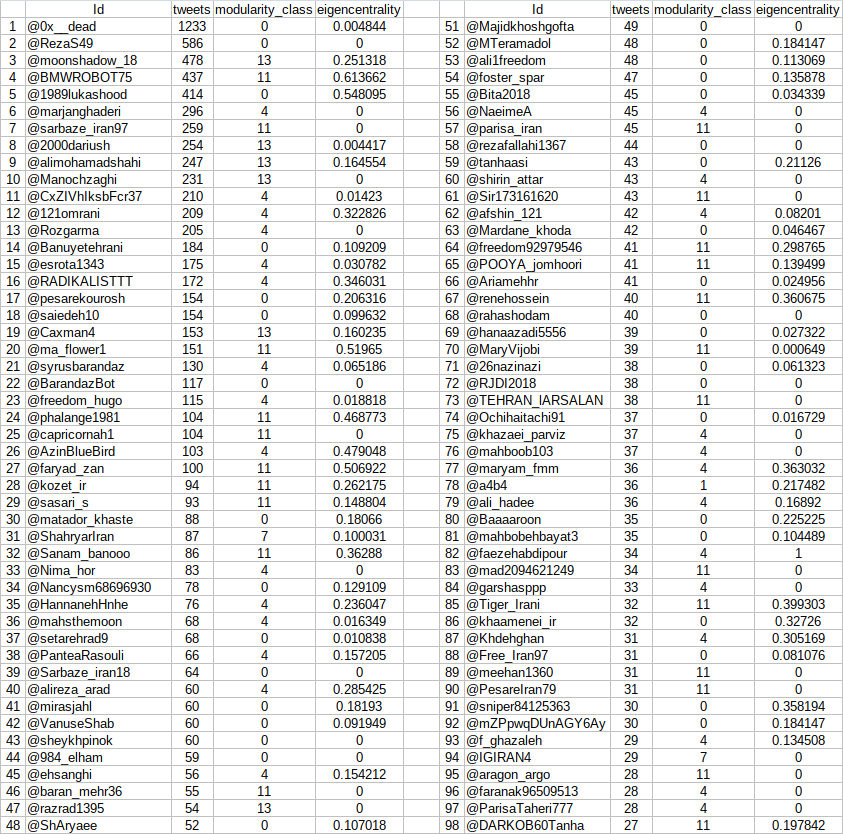 Id tweets modularity_class eigencentrality Id tweets modularity_class eigencentrality
1 @0x__dead 1233 0 0.004844 51 @Majidkhoshgofta 49 0 0
2 @RezaS49 586 0 0 52 @MTeramadol 48 0 0.184147
3 @moonshadow_18 478 13 0.251318 53 @ali1freedom 48 0 0.113069
4 @BMWROBOT75 437 11 0.613662 54 @foster_spar 47 0 0.135878
5 @1989lukashood 414 0 0.548095 55 @Bita2018 45 0 0.034339
6 @marjanghaderi 296 4 0 56 @NaeimeA 45 4 0
7 @sarbaze_iran97 259 11 0 57 @parisa_iran 45 11 0
8 @2000dariush 254 13 0.004417 58 @rezafallahi1367 44 0 0
9 @alimohamadshahi 247 13 0.164554 59 @tanhaasi 43 0 0.21126
10 @Manochzaghi 231 13 0 60 @shirin_attar 43 4 0
11 @CxZIVhIksbFcr37 210 4 0.01423 61 @Sir173161620 43 11 0
12 @121omrani 209 4 0.322826 62 @afshin_121 42 4 0.08201
13 @Rozgarma 205 4 0 63 @Mardane_khoda 42 0 0.046467
14 @Banuyetehrani 184 0 0.109209 64 @freedom92979546 41 11 0.298765
15 @esrota1343 175 4 0.030782 65 @POOYA_jomhoori 41 11 0.139499
16 @RADIKALISTTT 172 4 0.346031 66 @Ariamehhr 41 0 0.024956
17 @pesarekourosh 154 0 0.206316 67 @renehossein 40 11 0.360675
18 @saiedeh10 154 0 0.099632 68 @rahashodam 40 0 0
19 @Caxman4 153 13 0.160235 69 @hanaazadi5556 39 0 0.027322
20 @ma_flower1 151 11 0.51965 70 @MaryVijobi 39 11 0.000649
21 @syrusbarandaz 130 4 0.065186 71 @26nazinazi 38 0 0.061323
22 @BarandazBot 117 0 0 72 @RJDI2018 38 0 0
23 @freedom_hugo 115 4 0.018818 73 @TEHRAN_IARSALAN 38 11 0
24 @phalange1981 104 11 0.468773 74 @Ochihaitachi91 37 0 0.016729
25 @capricornah1 104 11 0 75 @khazaei_parviz 37 4 0
26 @AzinBlueBird 103 4 0.479048 76 @mahboob103 37 4 0
27 @faryad_zan 100 11 0.506922 77 @maryam_fmm 36 4 0.363032
28 @kozet_ir 94 11 0.262175 78 @a4b4 36 1 0.217482
29 @sasari_s 93 11 0.148804 79 @ali_hadee 36 4 0.16892
30 @matador_khaste 88 0 0.18066 80 @Baaaaroon 35 0 0.225225
31 @ShahryarIran 87 7 0.100031 81 @mahbobehbayat3 35 0 0.104489
32 @Sanam_banooo 86 11 0.36288 82 @faezehabdipour 34 4 1
33 @Nima_hor 83 4 0 83 @mad2094621249 34 11 0
34 @Nancysm68696930 78 0 0.129109 84 @garshasppp 33 4 0
35 @HannanehHnhe 76 4 0.236047 85 @Tiger_Irani 32 11 0.399303
36 @mahsthemoon 68 4 0.016349 86 @khaamenei_ir 32 0 0.32726
37 @setarehrad9 68 0 0.010838 87 @Khdehghan 31 4 0.305169
38 @PanteaRasouli 66 4 0.157205 88 @Free_Iran97 31 0 0.081076
39 @Sarbaze_iran18 64 0 0 89 @meehan1360 31 11 0
40 @alireza_arad 60 4 0.285425 90 @PesareIran79 31 11 0
41 @mirasjahl 60 0 0.18193 91 @sniper84125363 30 0 0.358194
42 @VanuseShab 60 0 0.091949 92 @mZPpwqDUnAGY6Ay 30 0 0.184147
43 @sheykhpinok 60 0 0 93 @f_ghazaleh 29 4 0.134508
44 @984_elham 59 0 0 94 @IGIRAN4 29 7 0
45 @ehsanghi 56 4 0.154212 95 @aragon_argo 28 11 0
46 @baran_mehr36 55 11 0 96 @faranak96509513 28 4 0
47 @razrad1395 54 13 0 97 @ParisaTaheri777 28 4 0
48 @ShAryaee 52 0 0.107018 98 @DARKOB60Tanha 27 11 0.197842